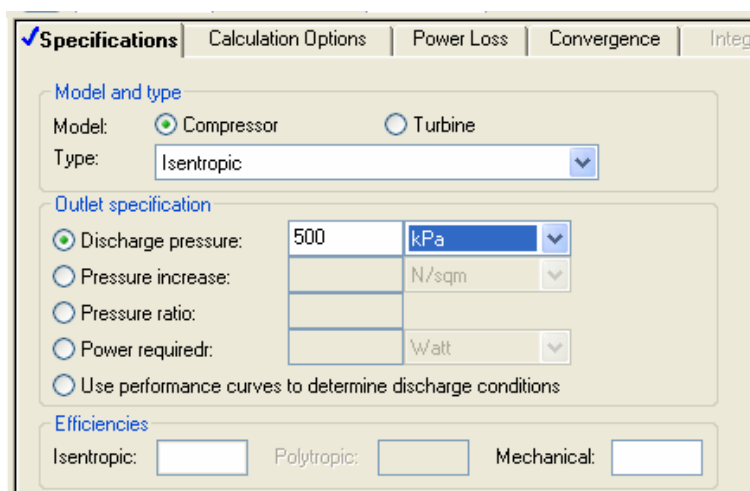 Specifications Calculation Options Power Loss Convergence Integ
Model and type
Model: Compressor Turbine
Type: Isentropic
Outlet specification
Discharge pressure: 500 kPa
Pressure increase: N/sqm
Pressure ratio:
Power requiredr: Watt
Use performance curves to determine discharge conditions
Efficiencies
Isentropic: Polytropic: Mechanical: